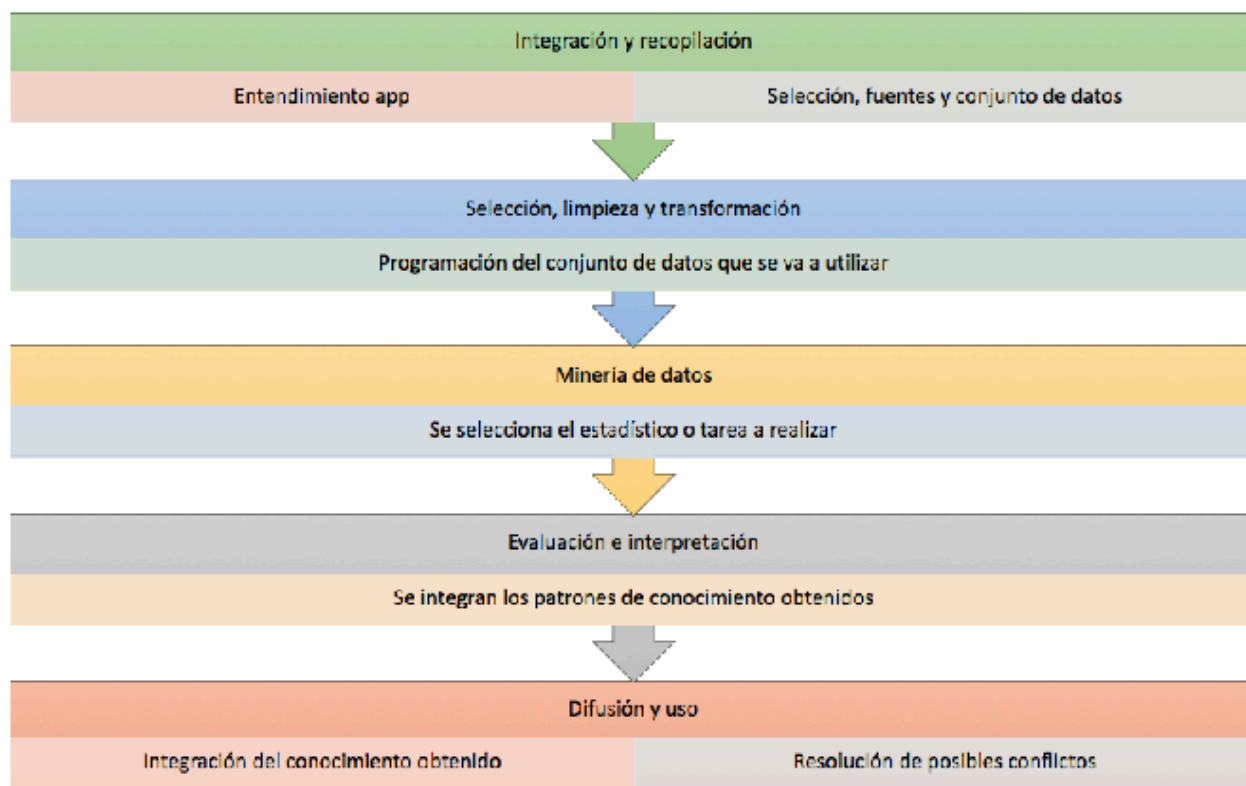 Integración y recopilación
Entendimiento app
Selección, fuentes y conjunto de datos
Selección, limpieza y transformación
Programación del conjunto de datos que se va a utilizar
Minería de datos
Se selecciona el estadístico o tarea a realizar
Evaluación e interpretación
Se integran los patrones de conocimiento obtenidos
Difusión y uso
Integración del conocimiento obtenido
Resolución de posibles conflictos